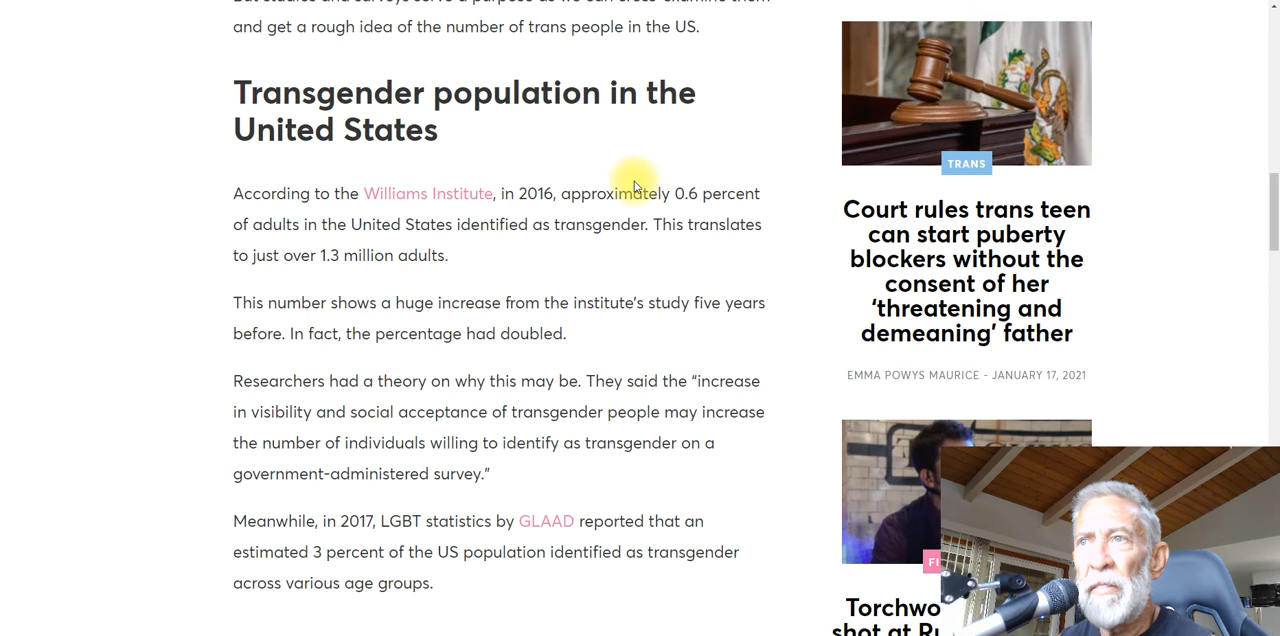 and get a rough idea of the number of trans people in the US.
Transgender population in the
United States
According to the Williams Institute, in 2016, approximately 0.6 percent
of adults in the United States identified as transgender. This translates
to just over 1.3 million adults.
This number shows a huge increase from the institute's study five years
before. In fact, the percentage had doubled.
Researchers had a theory on why this may be. They said the “increase
in visibility and social acceptance of transgender people may increase
the number of individuals willing to identify as transgender on a
government-administered survey.”
Meanwhile, in 2017, LGBT statistics by GLAAD reported that an
estimated 3 percent of the US population identified as transgender
across various age groups.
TRANS
Court rules trans teen
can start puberty
blockers without the
consent of her
‘threatening and
demeaning’ father
EMMA POWYS MAURICE - JANUARY 17, 2021
FI
Torchwo
shot at Ru